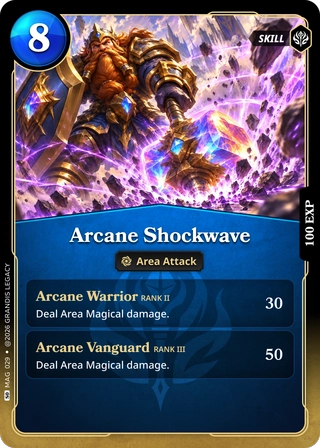 8
SKILL
Arcane Shockwave
Area Attack
Arcane Warrior RANK II
30
Deal Area Magical damage.
Arcane Vanguard RANK III
50
Deal Area Magical damage.
100 EXP
MAG 029 • @2026 GRANDIS LEGACY